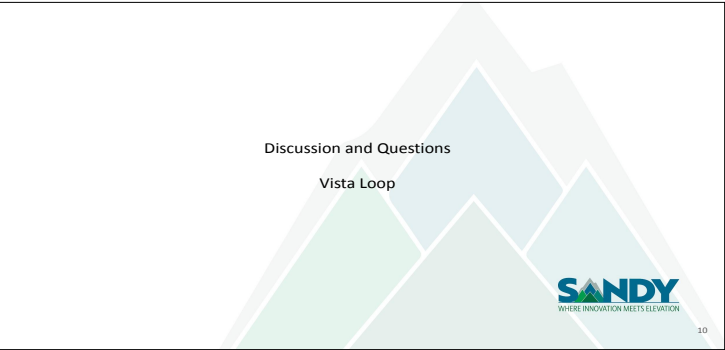 Discussion and Questions
Vista Loop
SANDY
WHERE INNOVATION MEETS ELEVATION
10